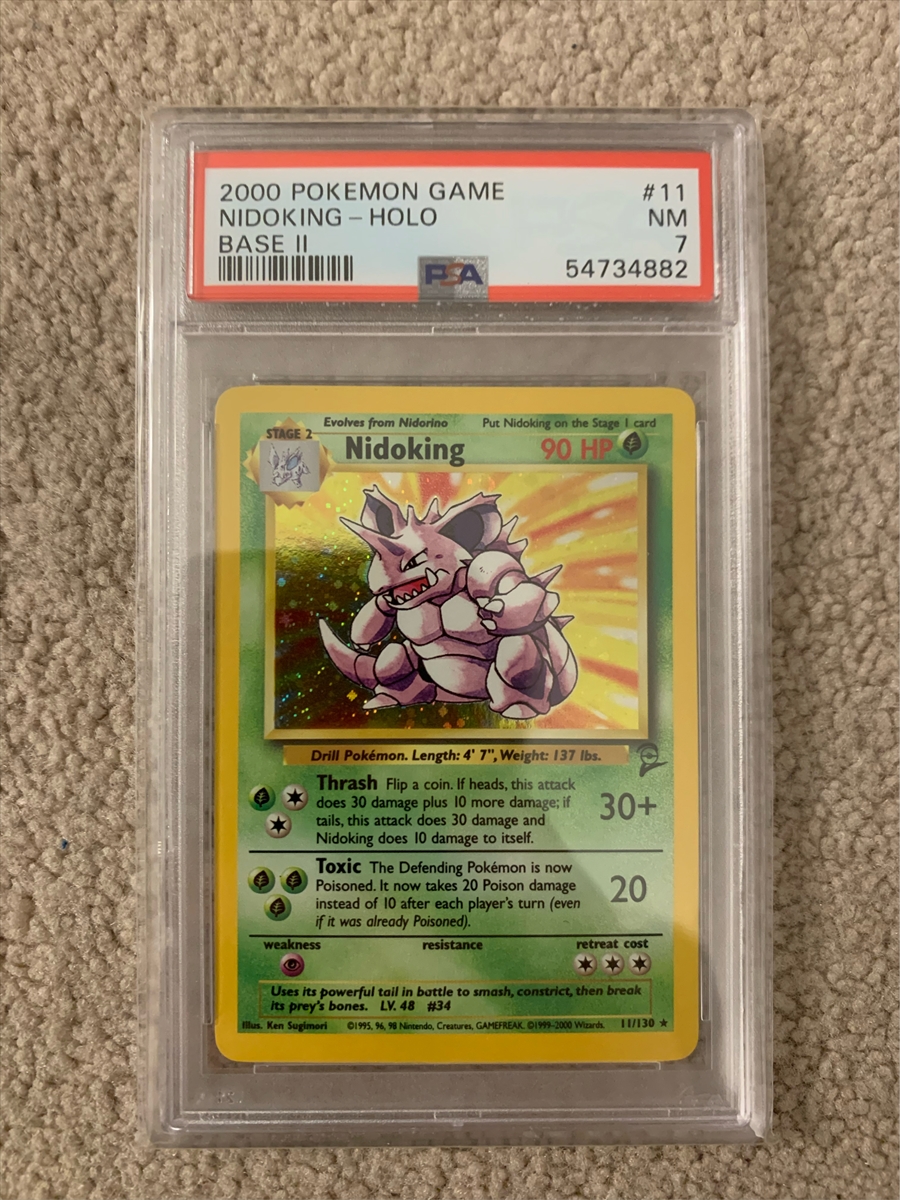 2000 POKEMON GAME #11
NIDOKING – HOLO NM
BASE II 7
PSA 54734882
Evolves from Nidorino Put Nidoking on the Stage 1 card
STAGE 2
Nidoking 90 HP
Drill Pokémon. Length: 4' 7", Weight: 137 lbs.
Thrash Flip a coin. If heads, this attack
does 30 damage plus 10 more damage; if
tails, this attack does 30 damage and
Nidoking does 10 damage to itself.
30+
Toxic The Defending Pokémon is now
Poisoned. It now takes 20 Poison damage
instead of 10 after each player's turn (even
if it was already Poisoned).
20
weakness resistance retreat cost
Uses its powerful tail in battle to smash, constrict, then break
its prey's bones. LV. 48 #34
Illus. Ken Sugimori ©1995, 96, 98 Nintendo, Creatures, GAMEFREAK. ©1999-2000 Wizards. 11/130 ★